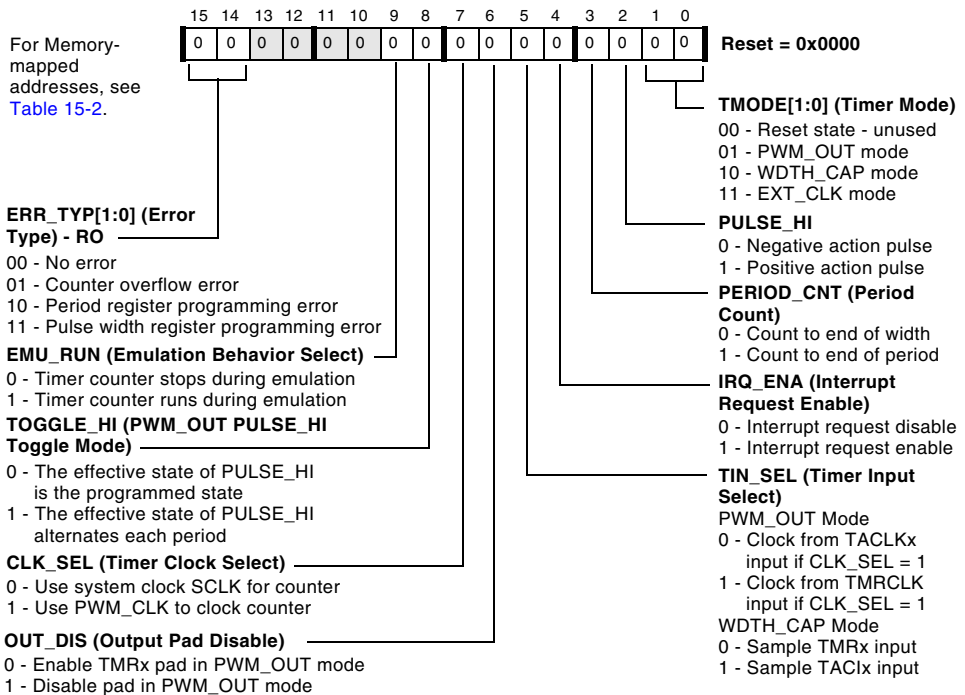 15 14 13 12 11 10 9 8 7 6 5 4 3 2 1 0
0 0 0 0 0 0 0 0 0 0 0 0 0 0 0 0
Reset = 0x0000
For Memory-
mapped
addresses, see
Table 15-2.
ERR_TYP[1:0] (Error
Type) - RO
00 - No error
01 - Counter overflow error
10 - Period register programming error
11 - Pulse width register programming error
EMU_RUN (Emulation Behavior Select)
0 - Timer counter stops during emulation
1 - Timer counter runs during emulation
TOGGLE_HI (PWM_OUT PULSE_HI
Toggle Mode)
0 - The effective state of PULSE_HI
is the programmed state
1 - The effective state of PULSE_HI
alternates each period
CLK_SEL (Timer Clock Select)
0 - Use system clock SCLK for counter
1 - Use PWM_CLK to clock counter
OUT_DIS (Output Pad Disable)
0 - Enable TMRx pad in PWM_OUT mode
1 - Disable pad in PWM_OUT mode
TMODE[1:0] (Timer Mode)
00 - Reset state - unused
01 - PWM_OUT mode
10 - WDTH_CAP mode
11 - EXT_CLK mode
PULSE_HI
0 - Negative action pulse
1 - Positive action pulse
PERIOD_CNT (Period
Count)
0 - Count to end of width
1 - Count to end of period
IRQ_ENA (Interrupt
Request Enable)
0 - Interrupt request disable
1 - Interrupt request enable
TIN_SEL (Timer Input
Select)
PWM_OUT Mode
0 - Clock from TACLKx
input if CLK_SEL = 1
1 - Clock from TMRCLK
input if CLK_SEL = 1
WDTH_CAP Mode
0 - Sample TMRx input
1 - Sample TACIx input